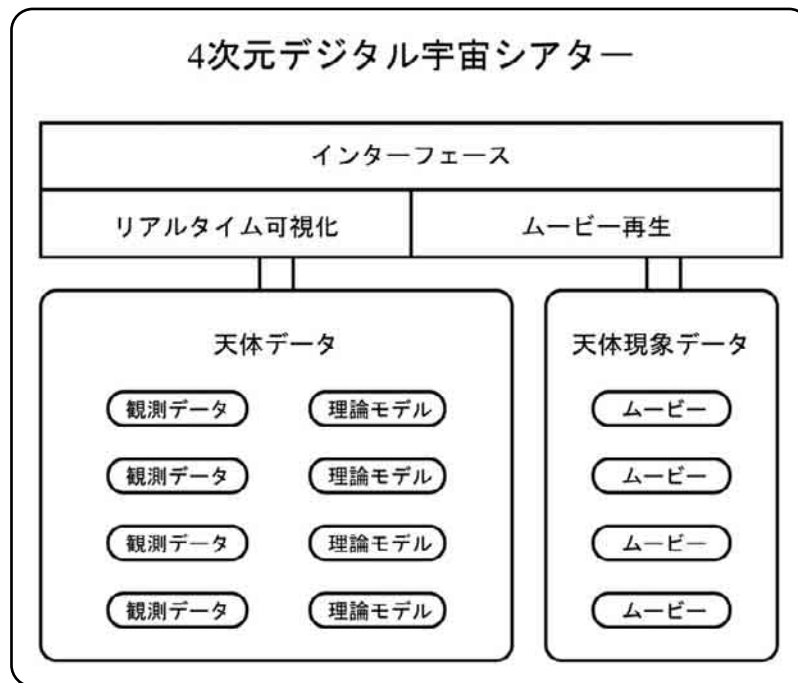 4次元デジタル宇宙シアター
インターフェース
リアルタイム可視化
ムービー再生
天体データ
観測データ
理論モデル
観測データ
理論モデル
観測データ
理論モデル
観測データ
理論モデル
天体現象データ
ムービー
ムービー
ムービー
ムービー